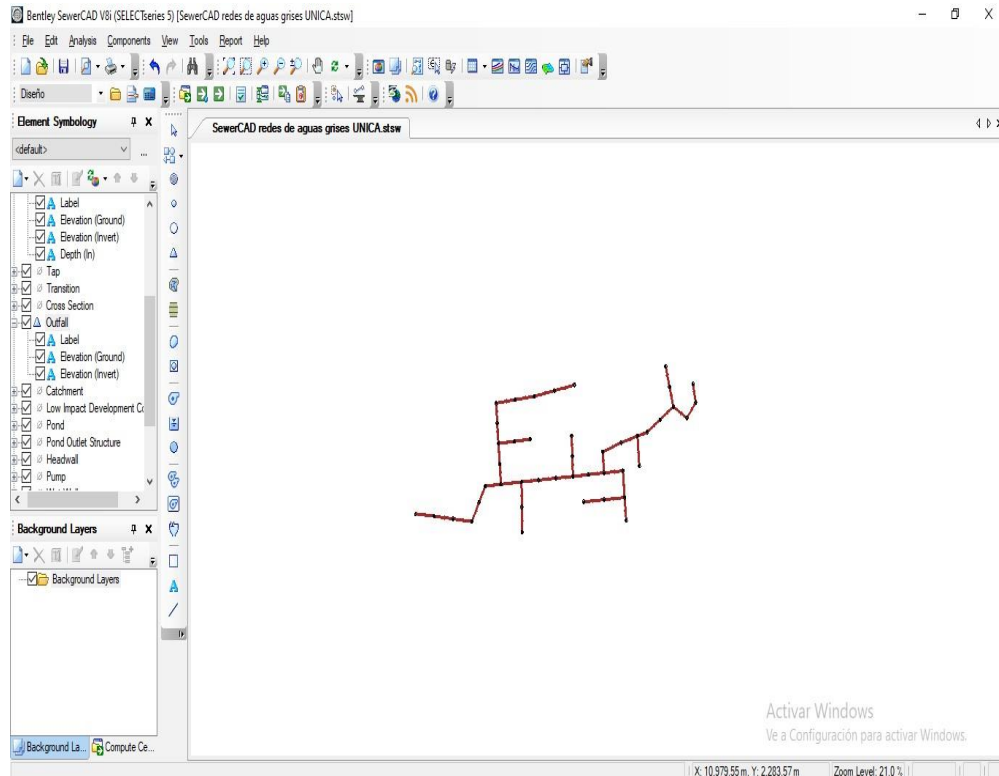 Bentley SewerCAD V8i (SELECTseries 5) [SewerCAD redes de aguas grises UNICA.stsw]
File Edit Analysis Components View Tools Report Help
Diseño
Element Symbology
<default>
Label
Elevation (Ground)
Elevation (Invert)
Depth (In)
Tap
Transition
Cross Section
Outfall
Label
Elevation (Ground)
Elevation (Invert)
Catchment
Low Impact Development Co
Pond
Pond Outlet Structure
Headwall
Pump
Background Layers
Background Layers
Background La... Compute Ce...
SewerCAD redes de aguas grises UNICA.stsw
Activar Windows
Ve a Configuración para activar Windows.
X: 10,979.55 m, Y: 2,283.57 m Zoom Level: 21.0 %